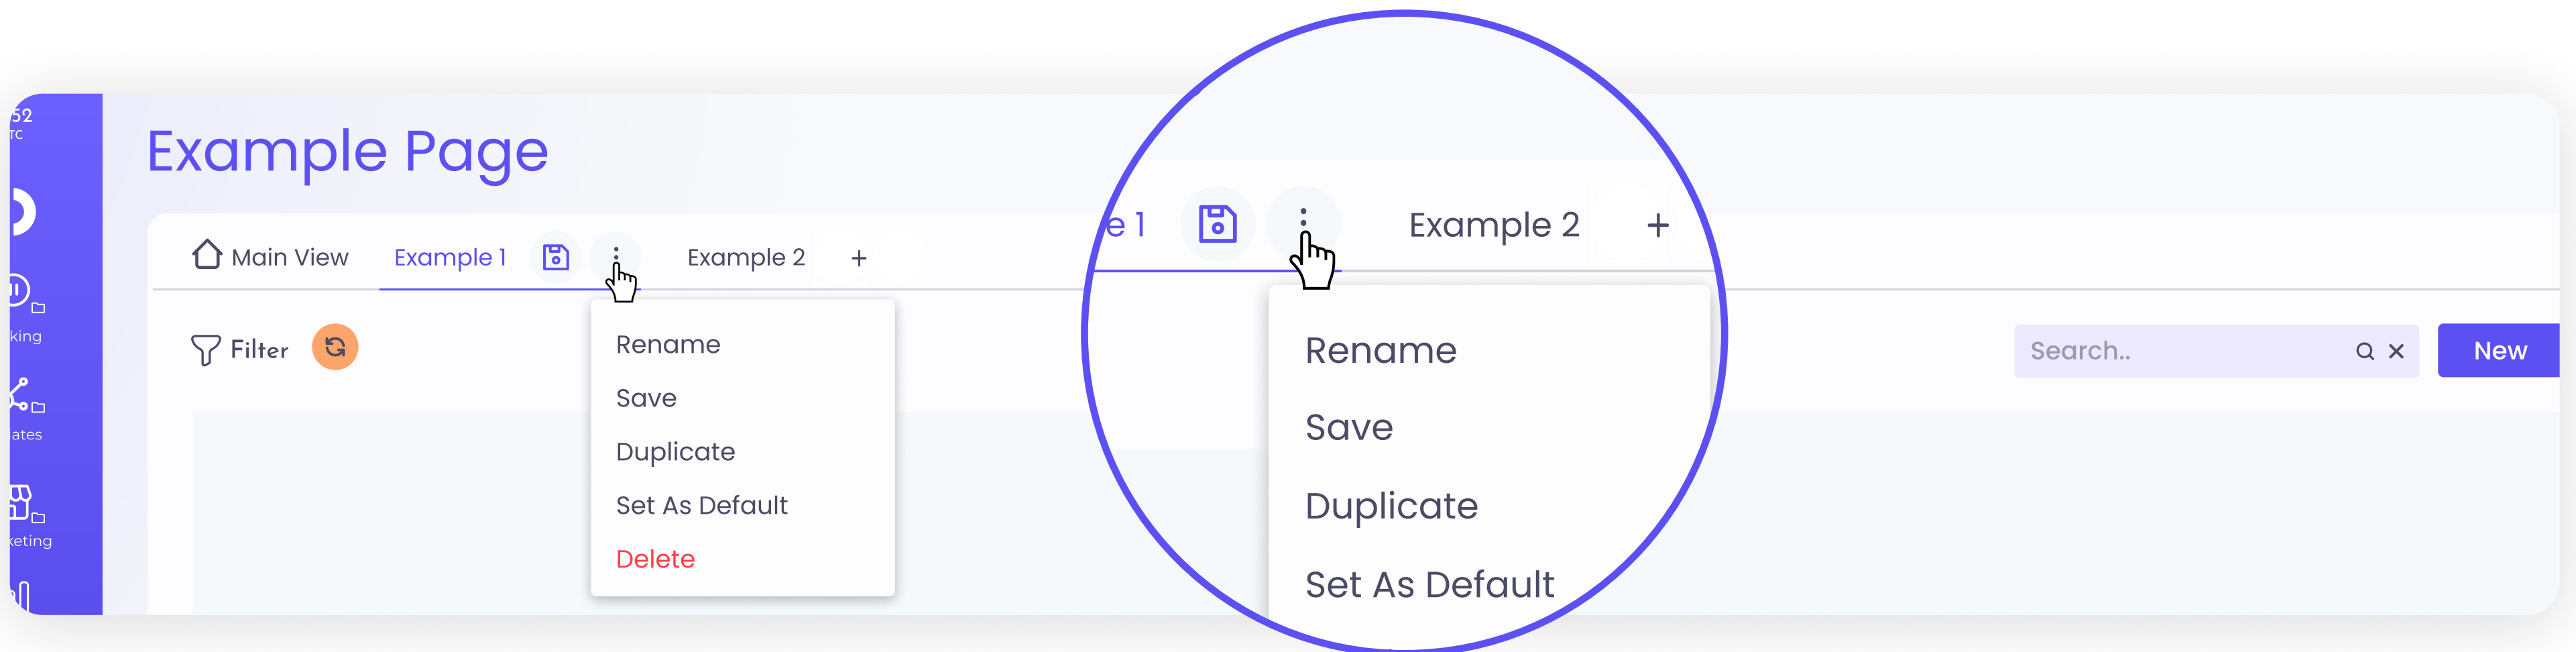 52
TC
Example Page
Main View
Example 1
Example 2
+
Filter
Search..
New
Rename
Save
Duplicate
Set As Default
Delete
e 1
Example 2
+
Rename
Save
Duplicate
Set As Default
king
iates
keting